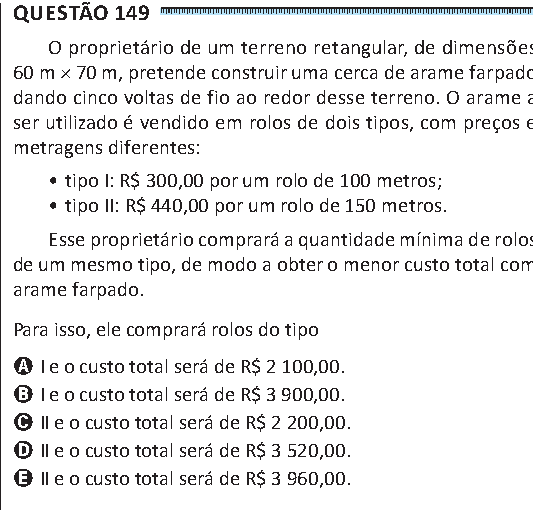 QUESTÃO 149
O proprietário de um terreno retangular, de dimensões
60 m × 70 m, pretende construir uma cerca de arame farpado
dando cinco voltas de fio ao redor desse terreno. O arame a
ser utilizado é vendido em rolos de dois tipos, com preços e
metragens diferentes:
• tipo I: R$ 300,00 por um rolo de 100 metros;
• tipo II: R$ 440,00 por um rolo de 150 metros.
Esse proprietário comprará a quantidade mínima de rolos
de um mesmo tipo, de modo a obter o menor custo total com
arame farpado.
Para isso, ele comprará rolos do tipo
A I e o custo total será de R$ 2 100,00.
B I e o custo total será de R$ 3 900,00.
C II e o custo total será de R$ 2 200,00.
D II e o custo total será de R$ 3 520,00.
E II e o custo total será de R$ 3 960,00.